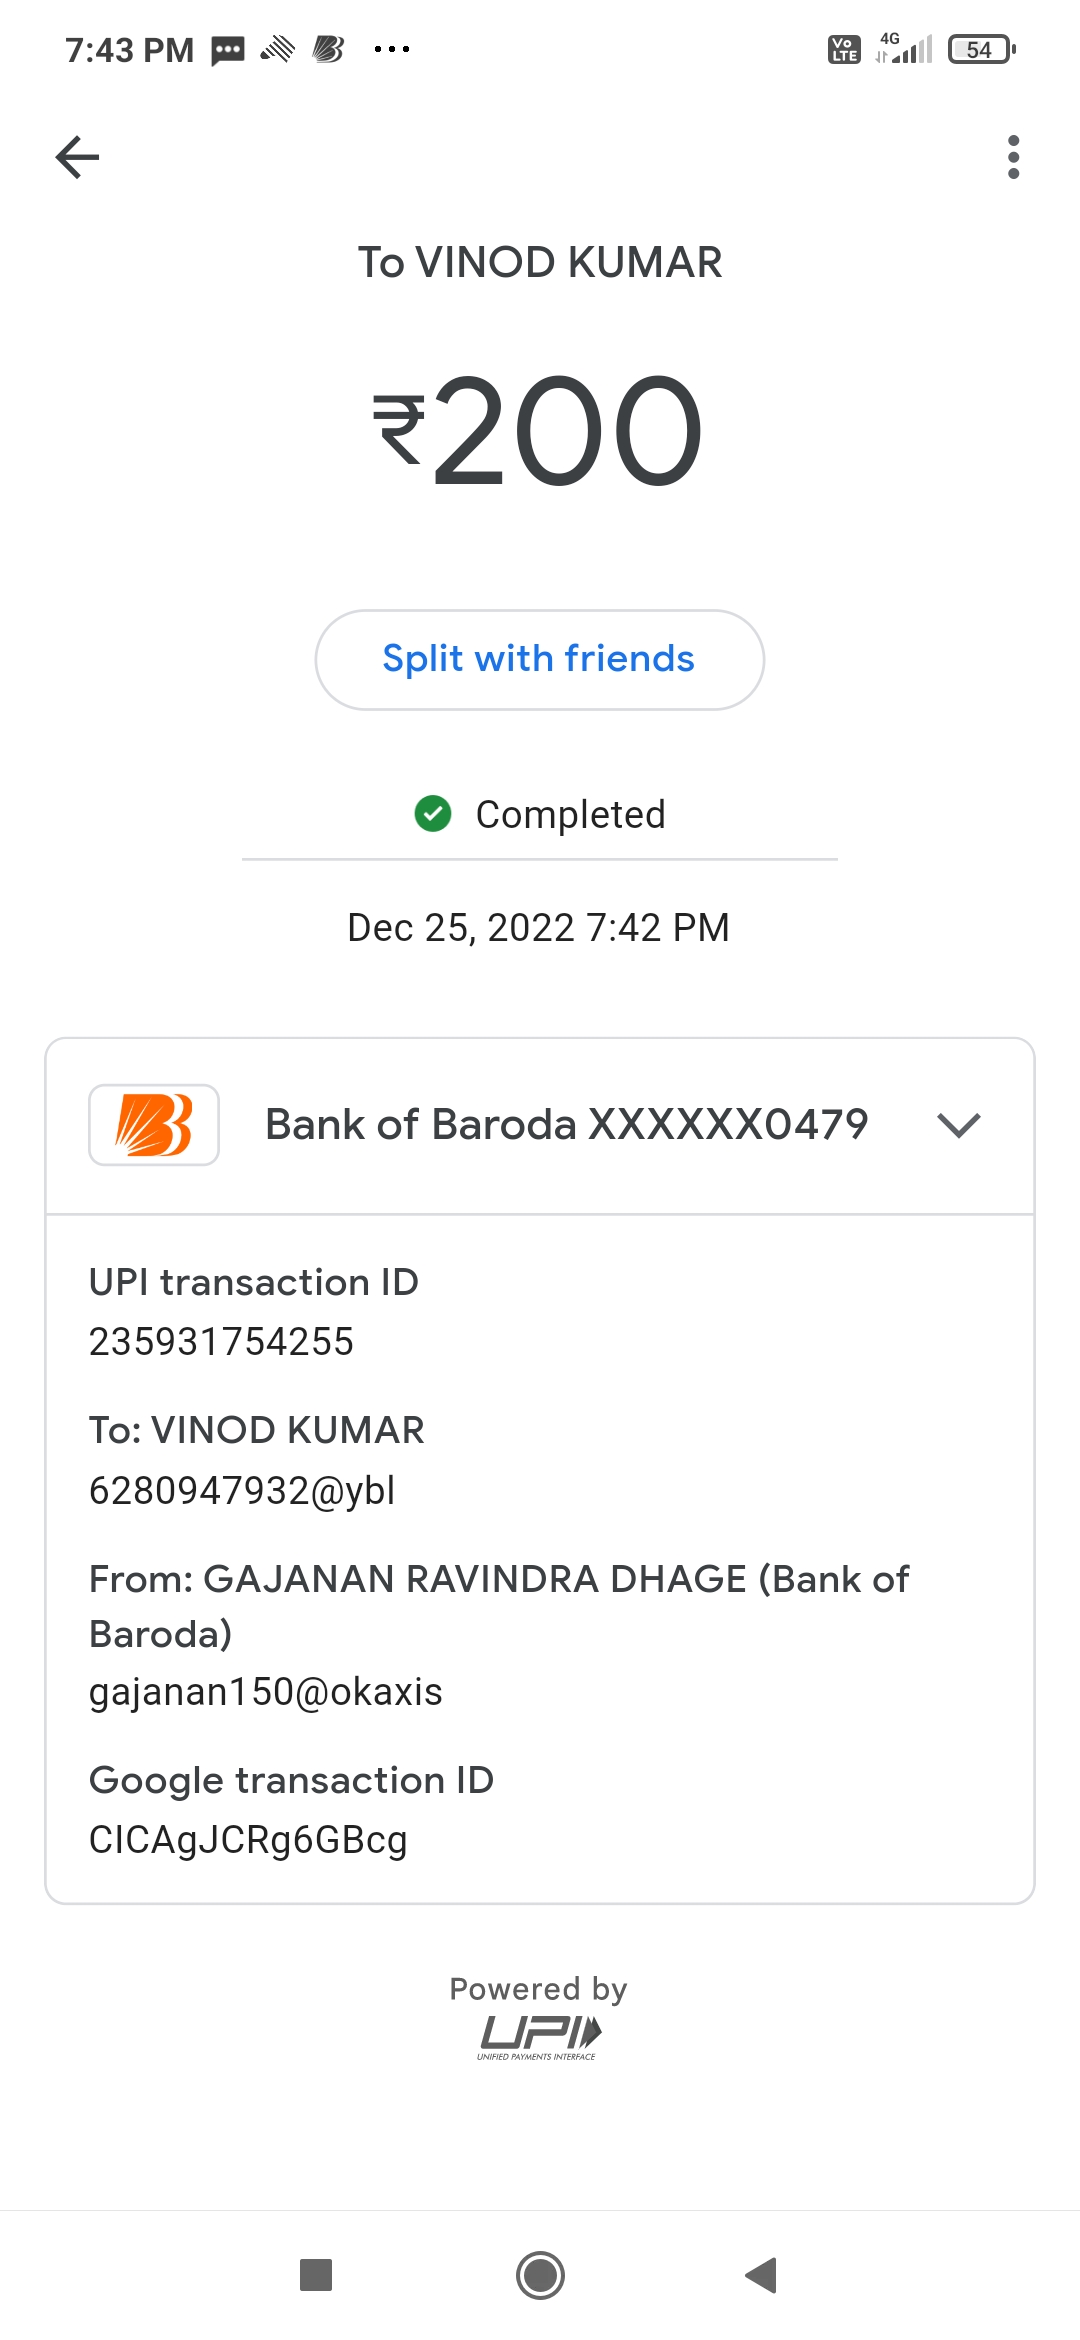 7:43 PM
Vo LTE 4G 54
To VINOD KUMAR
₹200
Split with friends
Completed
Dec 25, 2022 7:42 PM
Bank of Baroda XXXXXX0479
UPI transaction ID
235931754255
To: VINOD KUMAR
6280947932@ybl
From: GAJANAN RAVINDRA DHAGE (Bank of
Baroda)
gajanan150@okaxis
Google transaction ID
CICAgJCRg6GBcg
Powered by
UPI
UNIFIED PAYMENTS INTERFACE